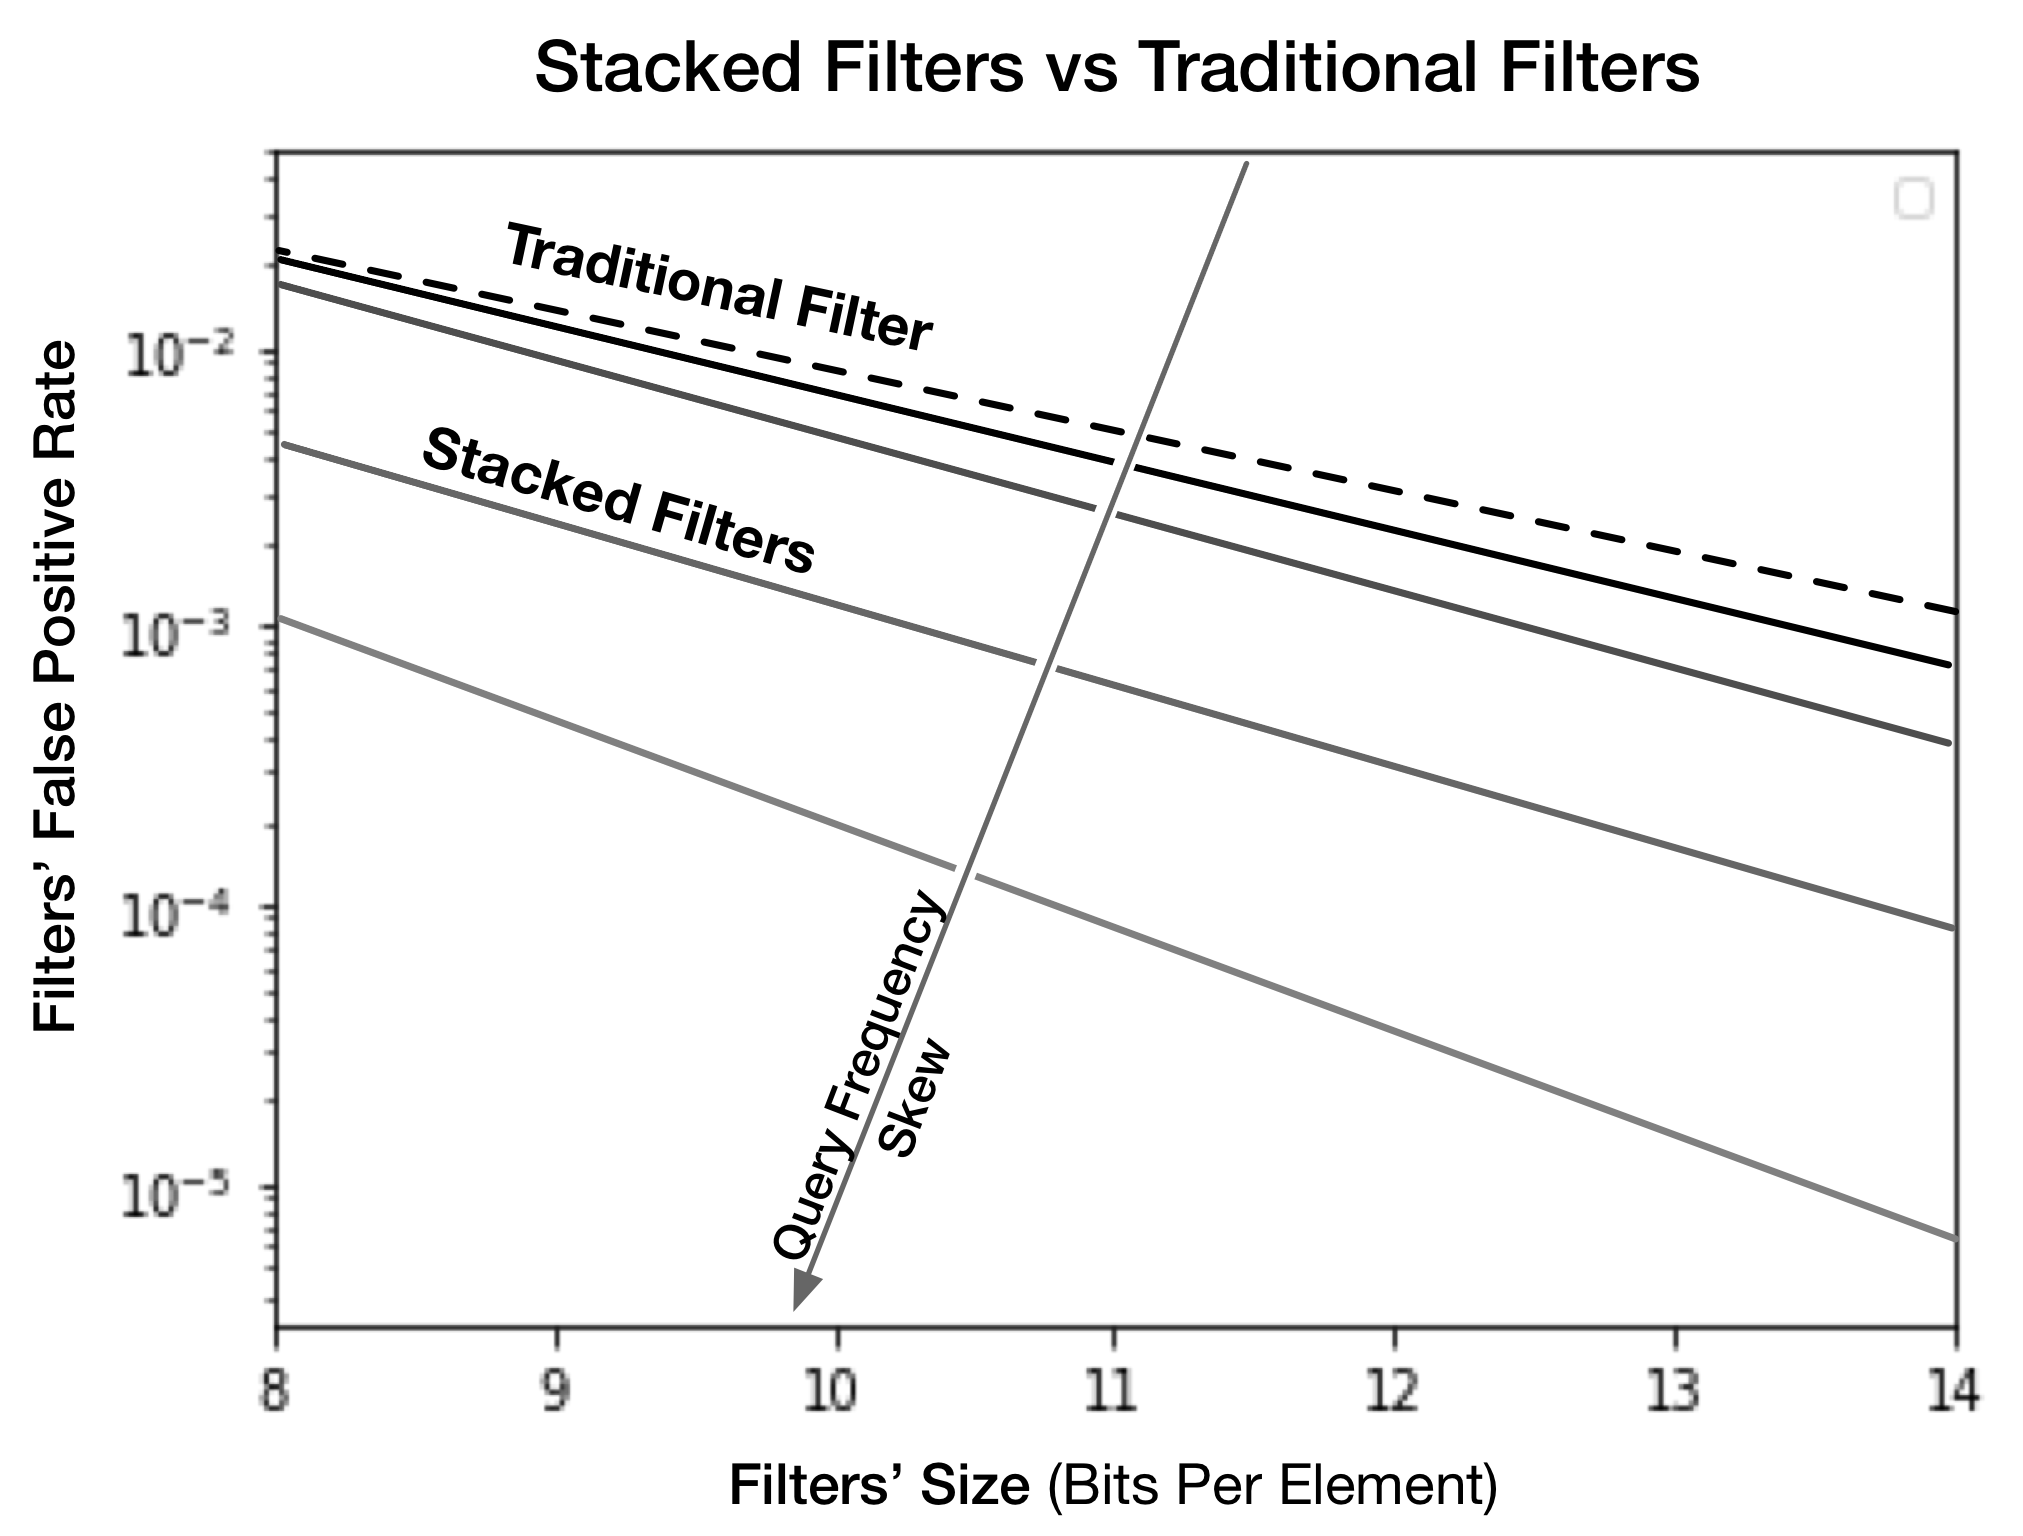 Stacked Filters vs Traditional Filters
Filters’ False Positive Rate
10⁻²
10⁻³
10⁻⁴
10⁻⁵
Traditional Filter
Stacked Filters
Query Frequency
Skew
8 9 10 11 12 13 14
Filters’ Size (Bits Per Element)